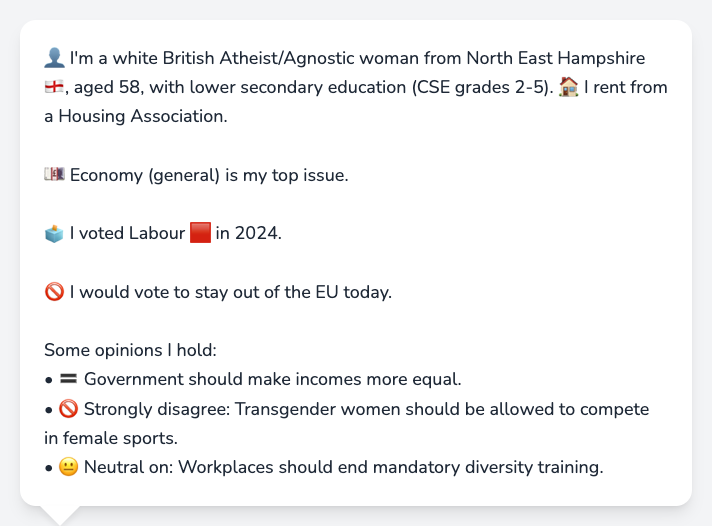 👤 I'm a white British Atheist/Agnostic woman from North East Hampshire
🏴󠁧󠁢󠁥󠁮󠁧󠁿, aged 58, with lower secondary education (CSE grades 2-5). 🏠 I rent from
a Housing Association.
💷 Economy (general) is my top issue.
🗳️ I voted Labour 🟥 in 2024.
🚫 I would vote to stay out of the EU today.
Some opinions I hold:
• 🟰 Government should make incomes more equal.
• 🚫 Strongly disagree: Transgender women should be allowed to compete
in female sports.
• 😐 Neutral on: Workplaces should end mandatory diversity training.